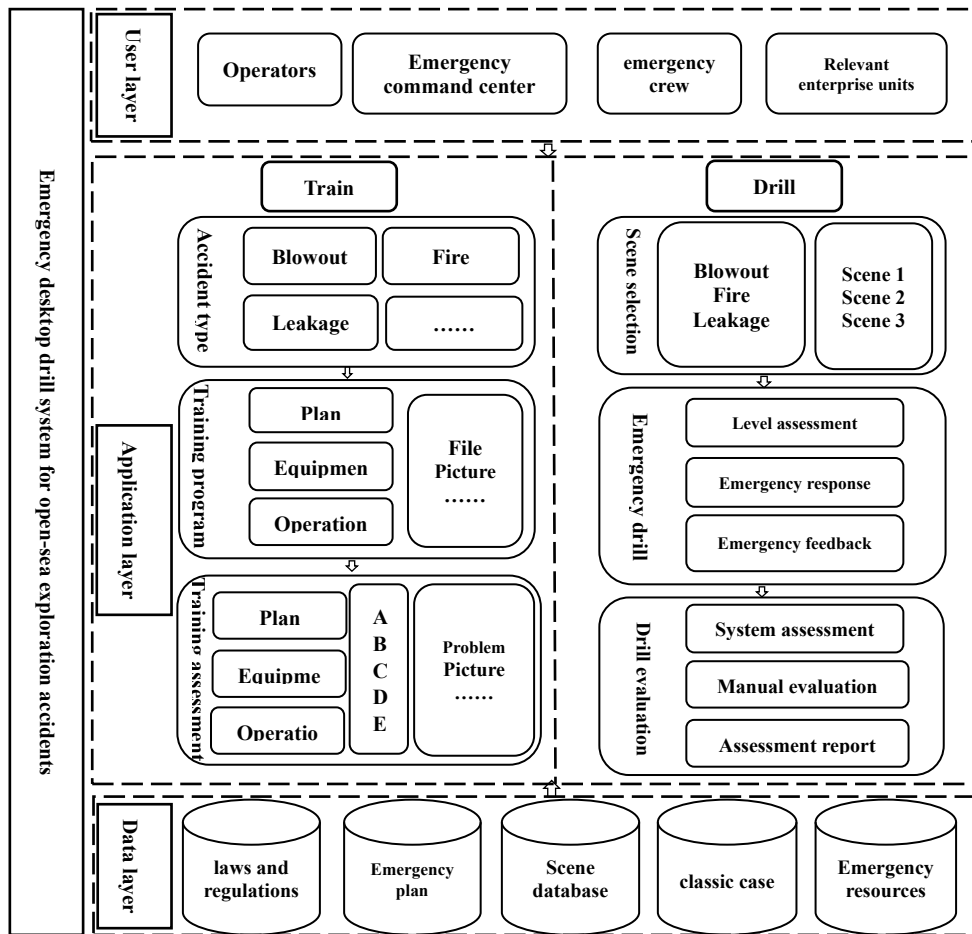 Emergency desktop drill system for open-sea exploration accidents
User layer
Operators
Emergency
command center
emergency
crew
Relevant
enterprise units
Application layer
Train
Accident type
Blowout
Fire
Leakage
......
Training program
Plan
Equipmen
Operation
File
Picture
......
Training assessment
Plan
Equipme
Operatio
A
B
C
D
E
Problem
Picture
......
Drill
Scene selection
Blowout
Fire
Leakage
Scene 1
Scene 2
Scene 3
Emergency drill
Level assessment
Emergency response
Emergency feedback
Drill evaluation
System assessment
Manual evaluation
Assessment report
Data layer
laws and
regulations
Emergency
plan
Scene
database
classic case
Emergency
resources